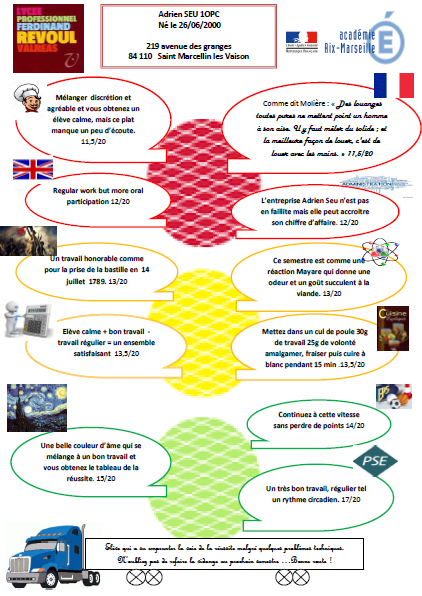 LYCEE
PROFESSIONNEL
FERDINAND
REVOUL
VALREAS
Adrien SEU 1OPC
Né le 26/06/2000
219 avenue des granges
84 110 Saint Marcellin les Vaison
académie
Aix-Marseille
Mélanger discrétion et
agréable et vous obtenez un
élève calme, mais ce plat
manque un peu d'écoute.
11,5/20
Comme dit Molière : « Des louanges
toutes pures ne mettent point un homme
à son aise. Il y faut mêler du solide ; et
la meilleure façon de louer, c'est de
louer avec les mains. » 11,6/20
Regular work but more oral
participation 12/20
ADMINISTRATION
L'entreprise Adrien Seu n'est pas
en faillite mais elle peut accroitre
son chiffre d'affaire. 12/20
Un travail honorable comme
pour la prise de la bastille en 14
juillet 1789. 13/20
Ce semestre est comme une
réaction Mayare qui donne une
odeur et un goût succulent à la
viande. 13/20
Elève calme + bon travail -
travail régulier = un ensemble
satisfaisant 13,5/20
Cuisine
Mettez dans un cul de poule 30g
de travail 25g de volonté
amalgamer, fraiser puis cuire à
blanc pendant 15 min .13,5/20
Continuez à cette vitesse
sans perdre de points 14/20
Une belle couleur d'âme qui se
mélange à un bon travail et
vous obtenez le tableau de la
réussite. 15/20
PSE
Un très bon travail, régulier tel
un rythme circadien. 17/20
Elève qui a su emprunter la voie de la réussite malgré quelques problèmes techniques.
N'oubliez pas de refaire la vidange au prochain semestre ...Bonne route !